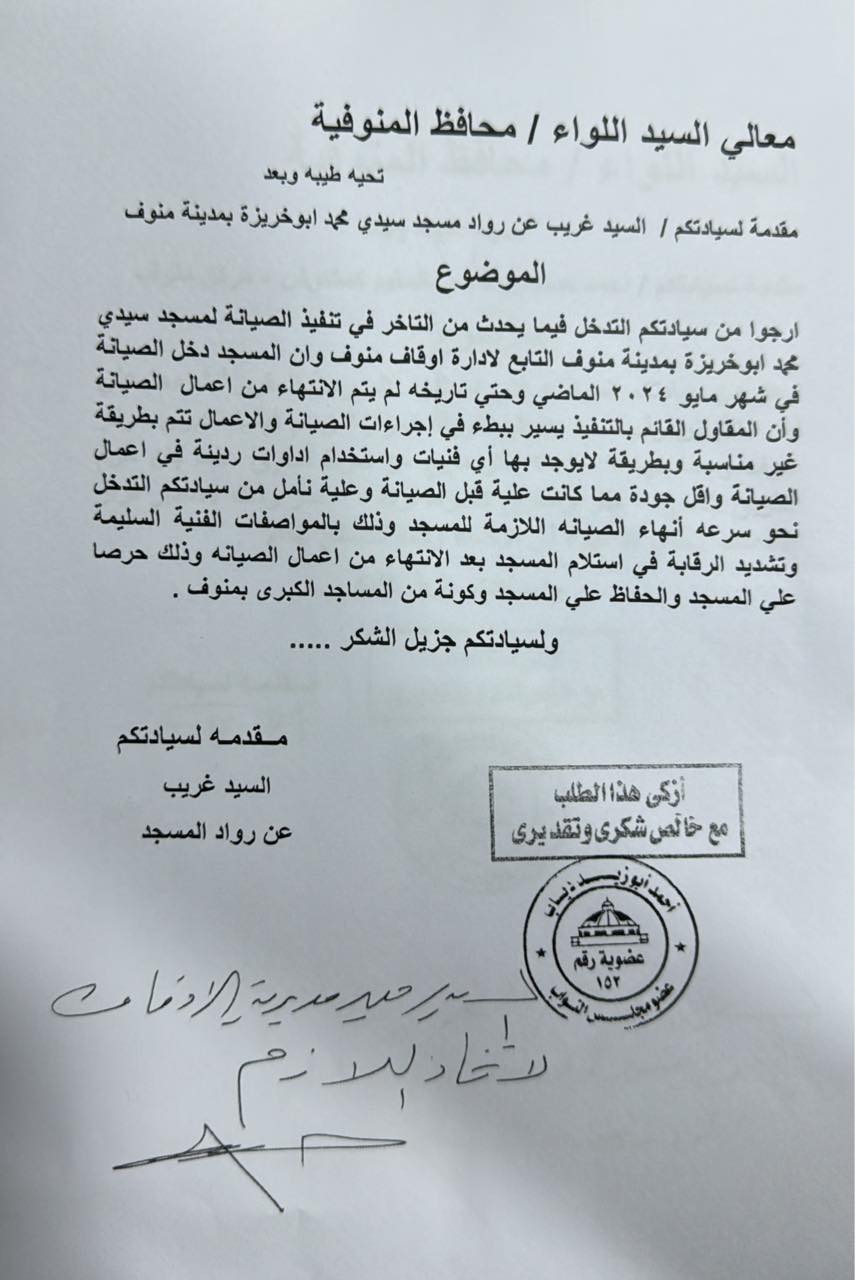 معالي السيد اللواء / محافظ المنوفية
تحيه طيبه وبعد
مقدمة لسيادتكم / السيد غريب عن رواد مسجد سيدي محمد ابوخريزة بمدينة منوف
الموضوع
ارجوا من سيادتكم التدخل فيما يحدث من التاخر في تنفيذ الصيانة لمسجد سيدي
محمد ابوخريزة بمدينة منوف التابع لادارة اوقاف منوف وان المسجد دخل الصيانة
في شهر مايو ٢٠٢٤ الماضي وحتي تاريخه لم يتم الانتهاء من اعمال الصيانة
وأن المقاول القائم بالتنفيذ يسير ببطء في إجراءات الصيانة والاعمال تتم بطريقة
غير مناسبة وبطريقة لايوجد بها أي فنيات واستخدام اداوات ردينة في اعمال
الصيانة واقل جودة مما كانت علية قبل الصيانة وعلية نأمل من سيادتكم التدخل
نحو سرعه أنهاء الصيانه اللازمة للمسجد وذلك بالمواصفات الفنية السليمة
وتشديد الرقابة في استلام المسجد بعد الانتهاء من اعمال الصيانه وذلك حرصا
علي المسجد والحفاظ علي المسجد وكونة من المساجد الكبرى بمنوف .
ولسيادتكم جزيل الشكر .....
مـقدمـه لسيادتكم
السيد غريب
عن رواد المسجد
أزكى هذا الطلب
مع خالص شكرى وتقديرى
أحمد أبوزيد دياب
عضوية رقم
١٥٢
عضو مجلس النواب
السيد مدير مديرية الاوقاف
لاتخاذ اللازم